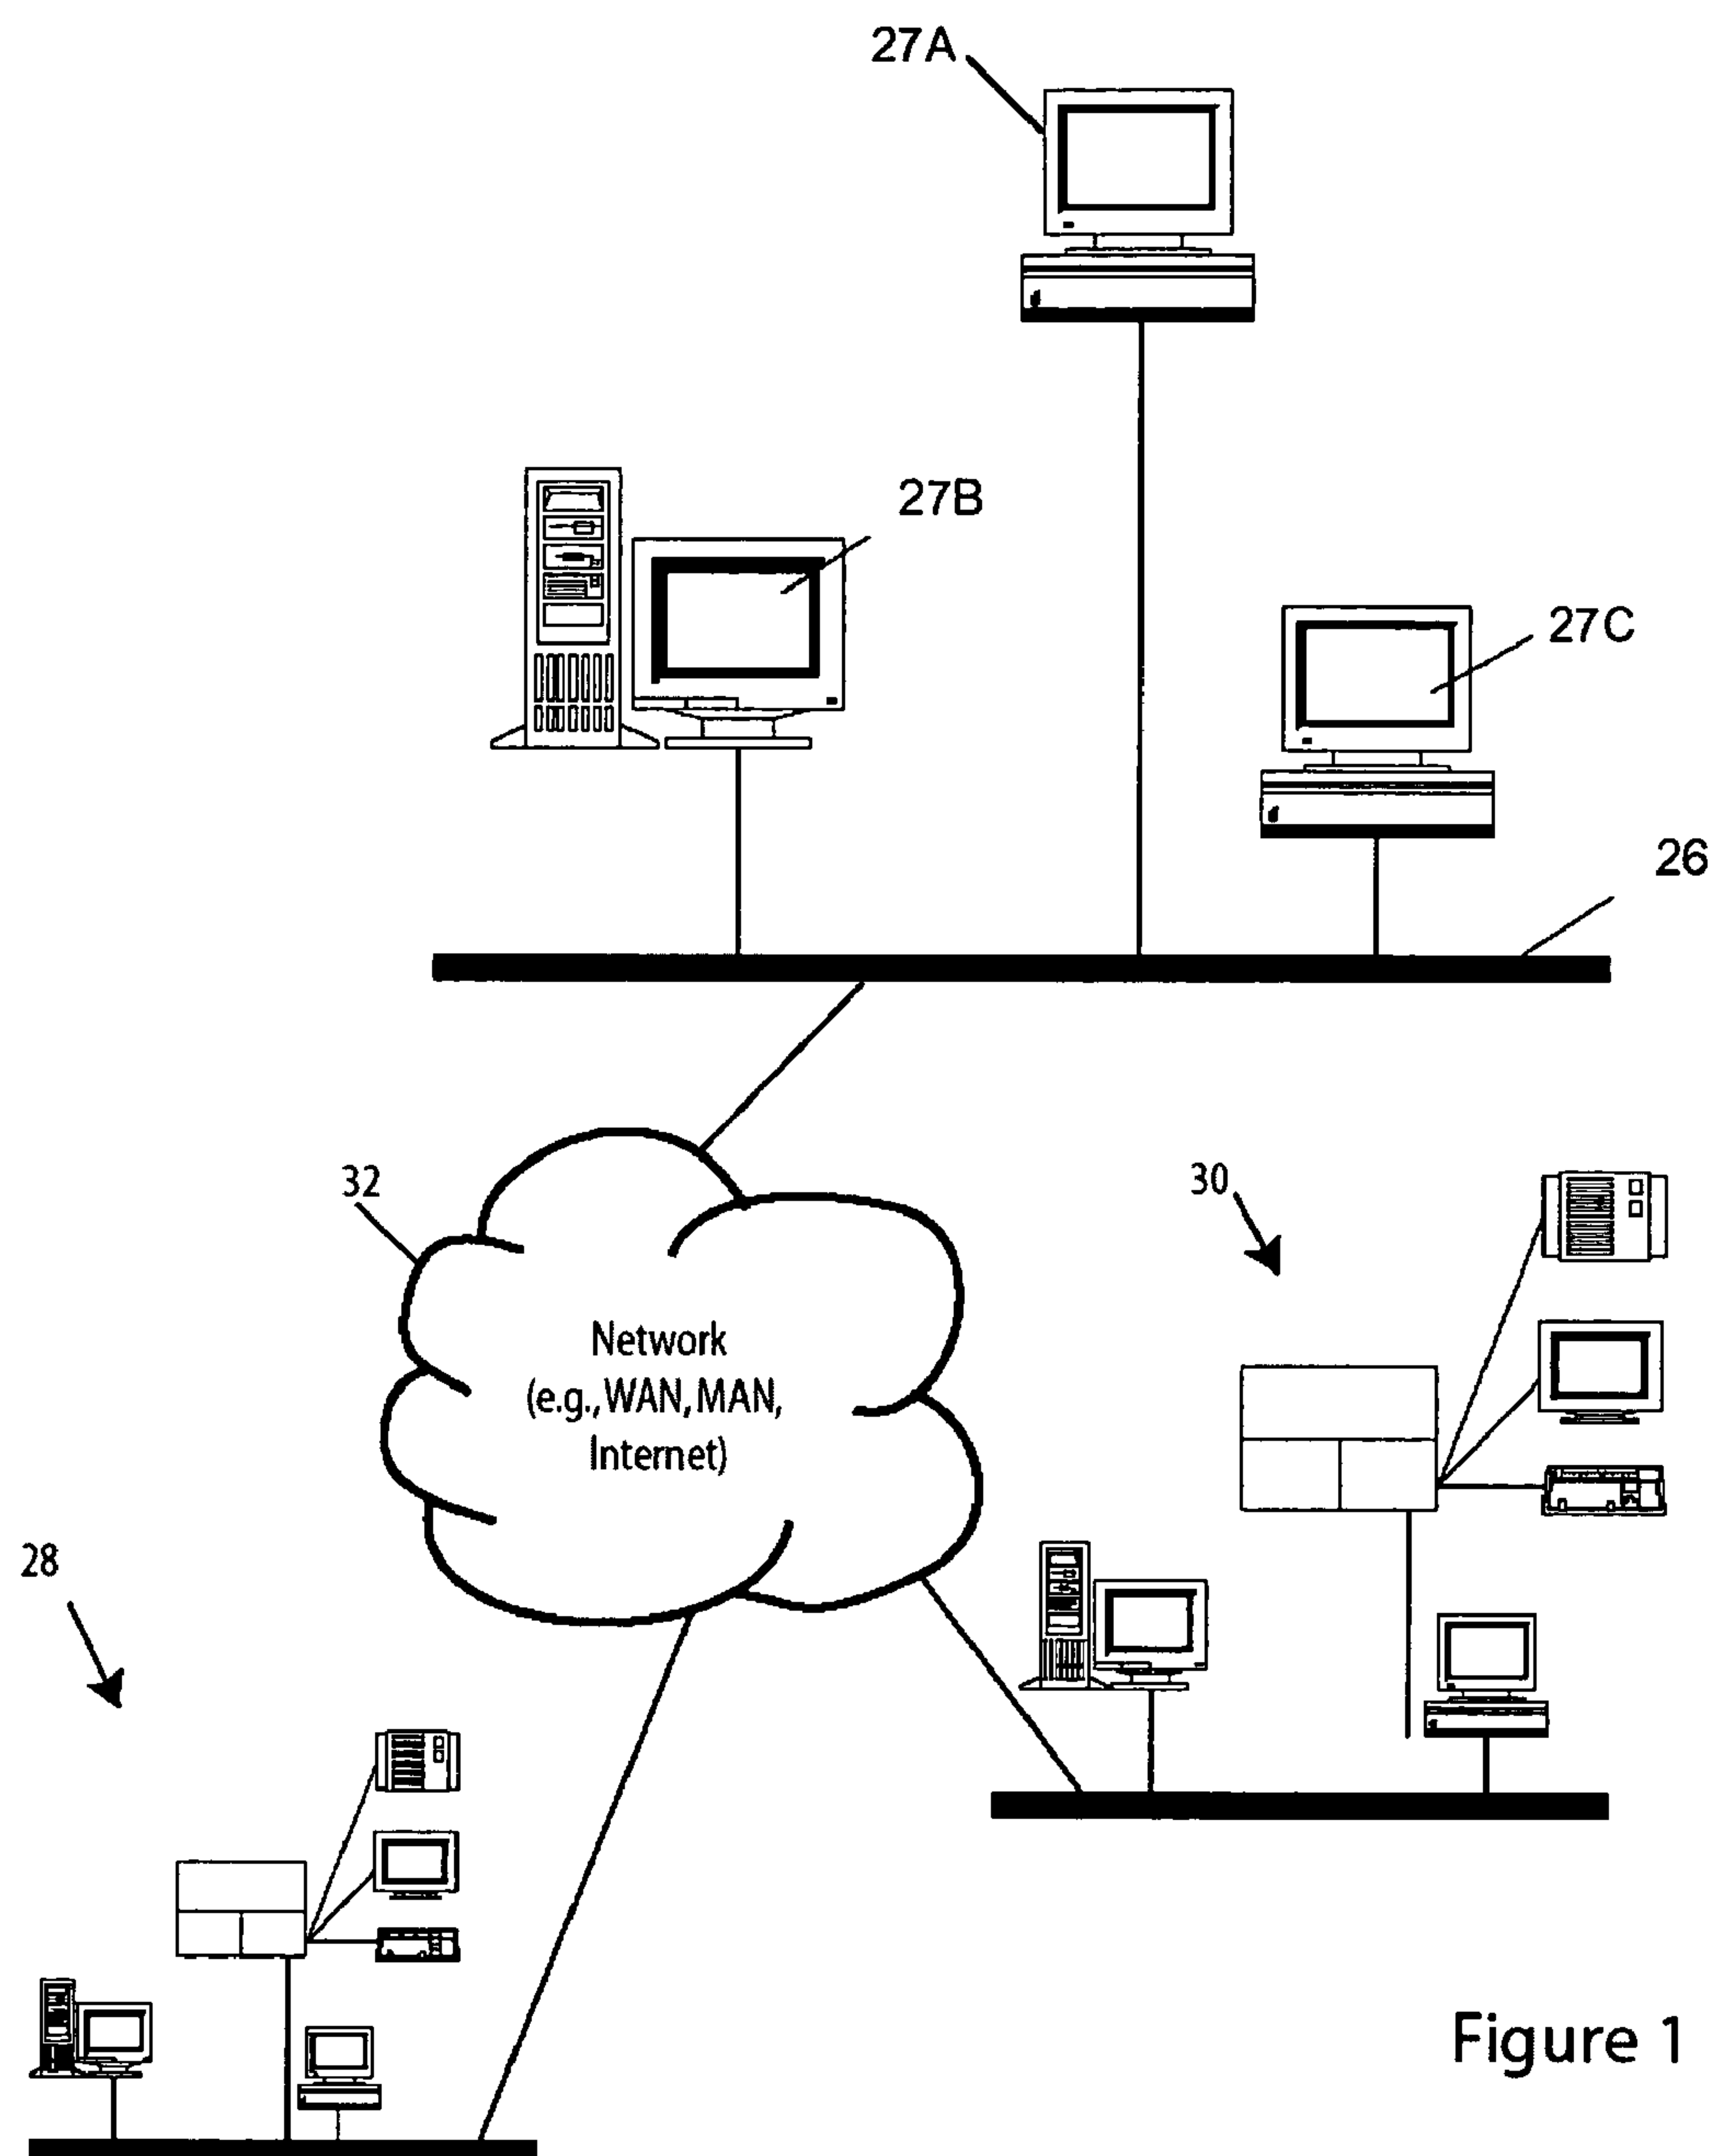 27A
27B
27C
26
32
30
Network
(e.g., WAN, MAN,
Internet)
28
Figure 1